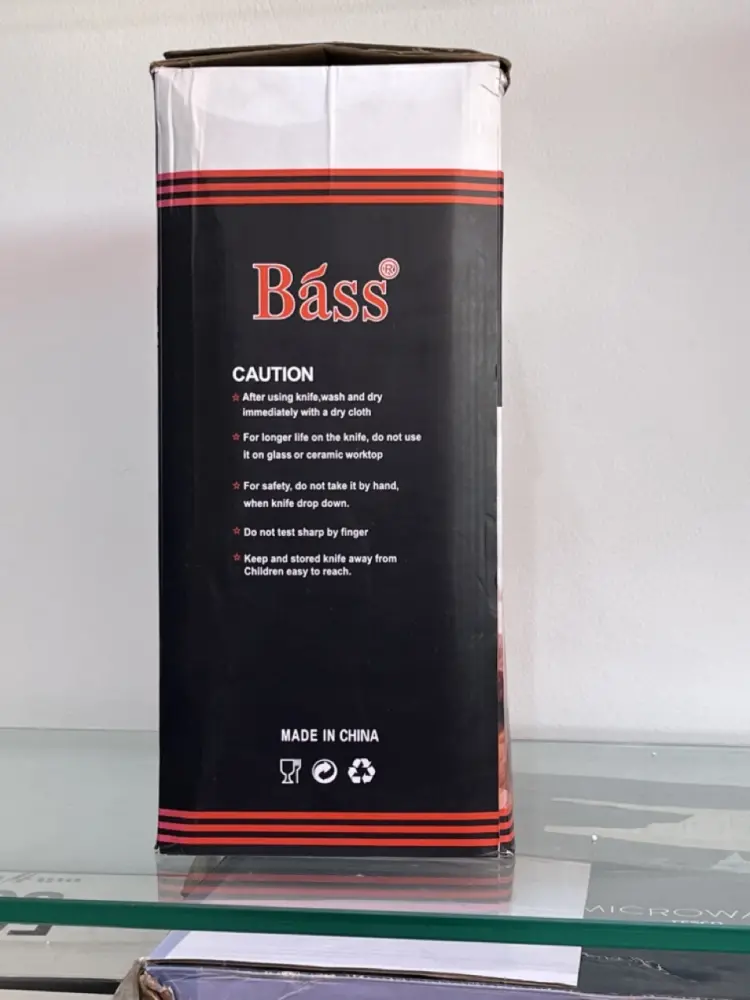 Báss®
CAUTION
☆ After using knife,wash and dry
immediately with a dry cloth
☆ For longer life on the knife, do not use
it on glass or ceramic worktop
☆ For safety, do not take it by hand,
when knife drop down.
☆ Do not test sharp by finger
☆ Keep and stored knife away from
Children easy to reach.
MADE IN CHINA